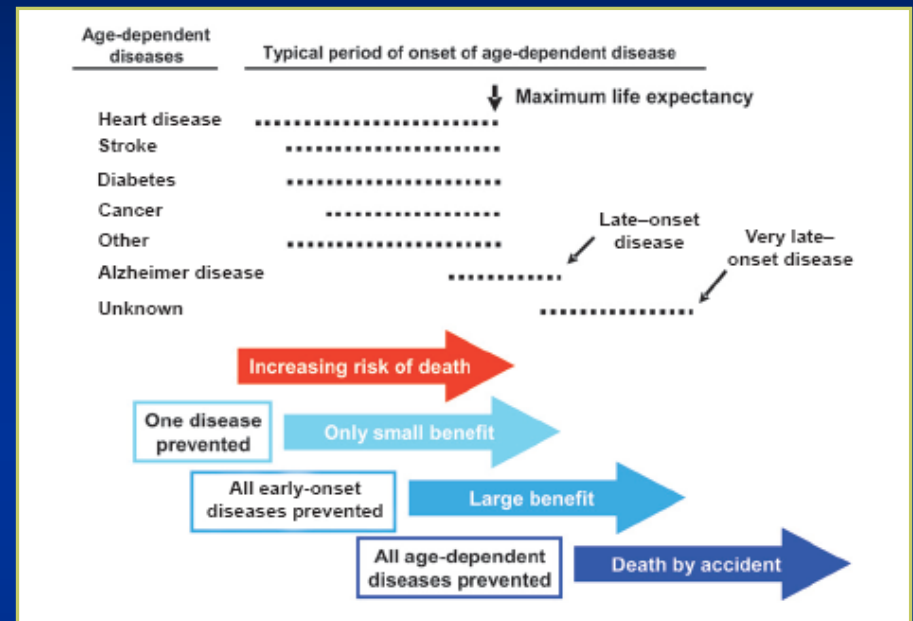 Age-dependent
diseases
Typical period of onset of age-dependent disease
Maximum life expectancy
Heart disease
Stroke
Diabetes
Cancer
Other
Late–onset
disease
Very late–
onset disease
Alzheimer disease
Unknown
Increasing risk of death
One disease
prevented
Only small benefit
All early-onset
diseases prevented
Large benefit
All age-dependent
diseases prevented
Death by accident